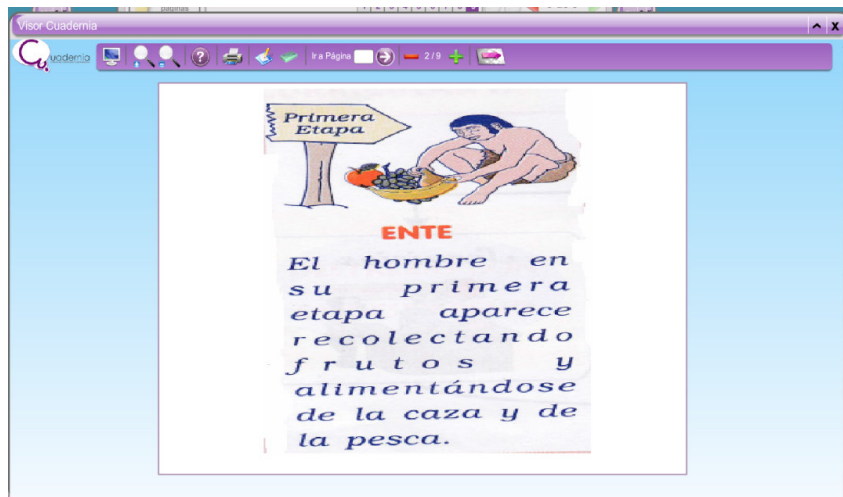 páginas
Visor Cuadernia
Cuadernia
Ir a Página
2/9
Primera
Etapa
ENTE
El hombre en
su primera
etapa aparece
recolectando
frutos y
alimentándose
de la caza y de
la pesca.